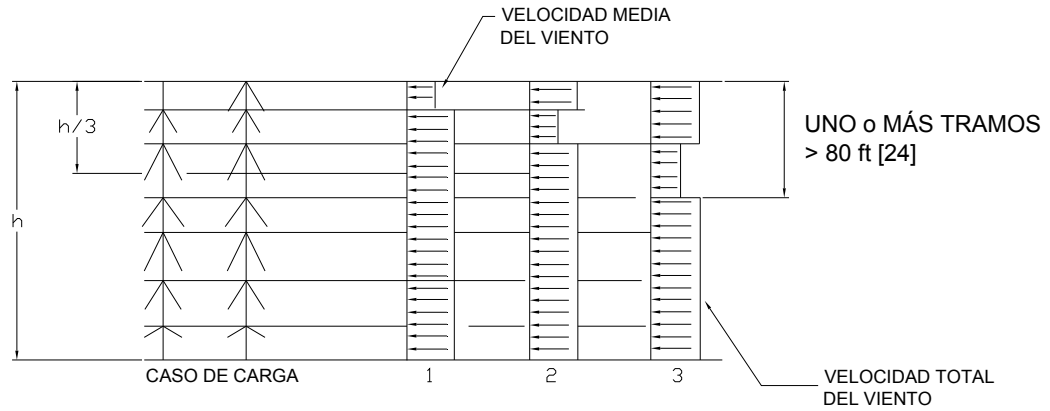 VELOCIDAD MEDIA
DEL VIENTO
h/3
UNO o MÁS TRAMOS
> 80 ft [24]
h
CASO DE CARGA 1 2 3
VELOCIDAD TOTAL
DEL VIENTO